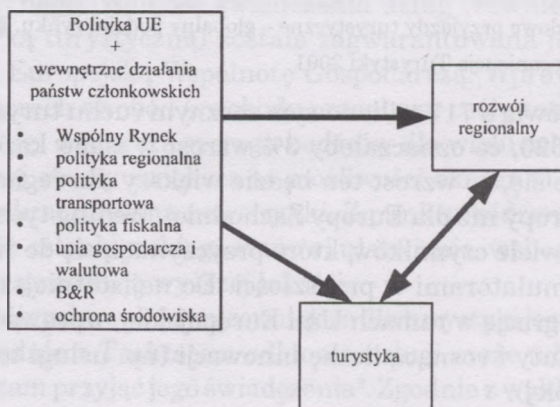 Polityka UE
+
wewnętrzne działania
państw członkowskich
• Wspólny Rynek
• polityka regionalna
• polityka
transportowa
• polityka fiskalna
• unia gospodarcza i
walutowa
• B&R
• ochrona środowiska
rozwój
regionalny
turystyka